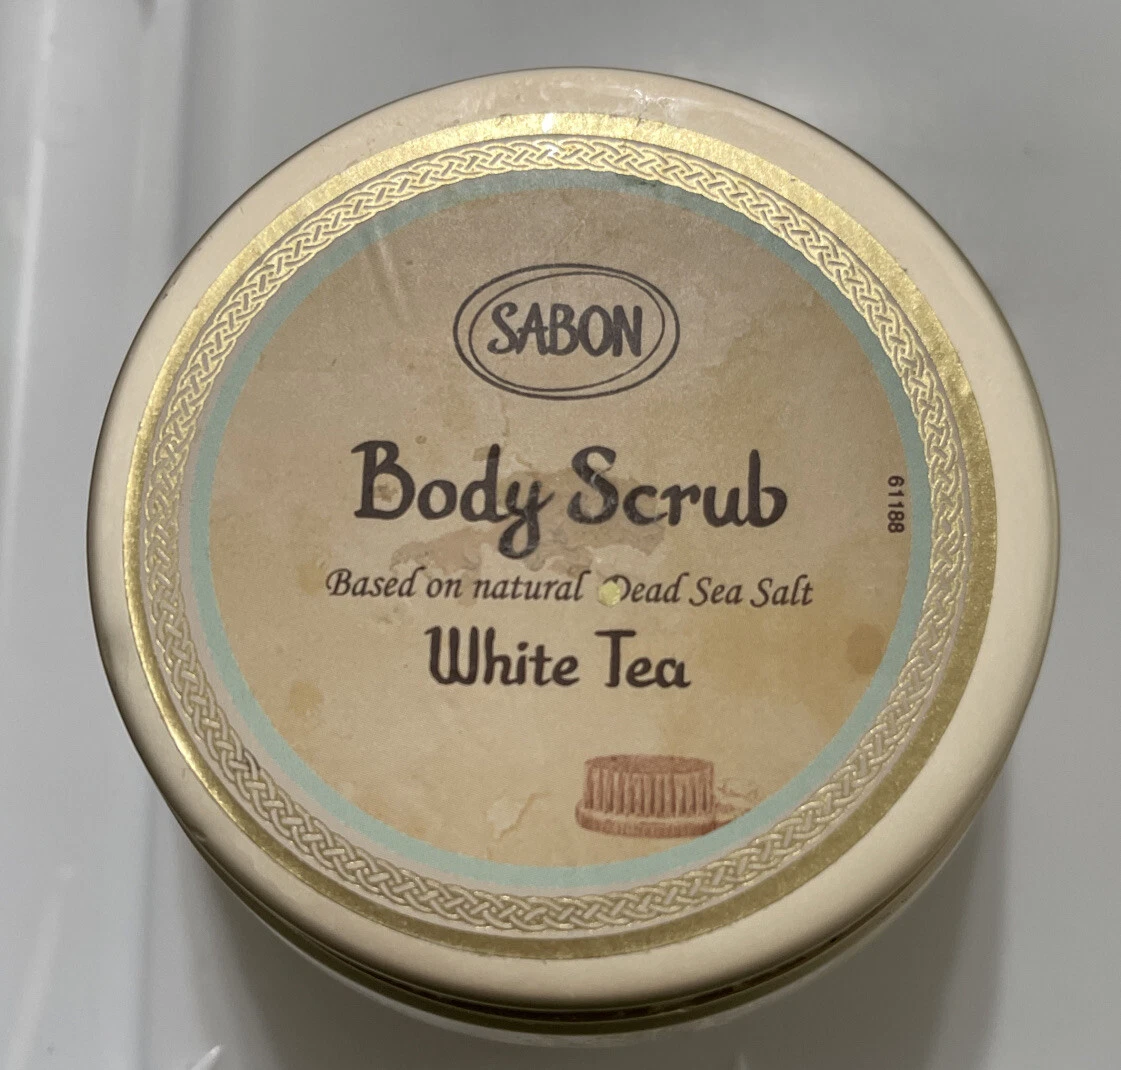 SABON
Body Scrub
Based on natural Dead Sea Salt
White Tea
61188